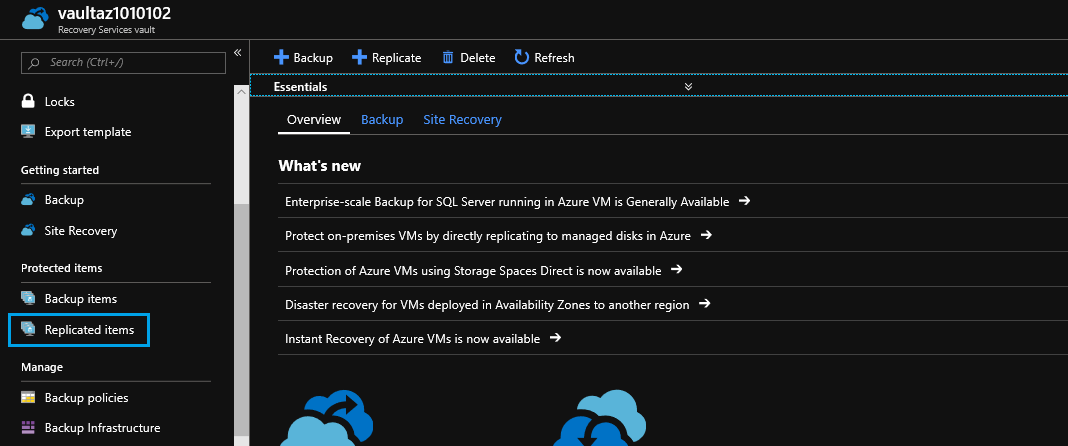 vaultaz1010102
Recovery Services vault
Search (Ctrl+/)
Locks
Export template
Getting started
Backup
Site Recovery
Protected items
Backup items
Replicated items
Manage
Backup policies
Backup Infrastructure
Backup Replicate Delete Refresh
Essentials
Overview Backup Site Recovery
What's new
Enterprise-scale Backup for SQL Server running in Azure VM is Generally Available
Protect on-premises VMs by directly replicating to managed disks in Azure
Protection of Azure VMs using Storage Spaces Direct is now available
Disaster recovery for VMs deployed in Availability Zones to another region
Instant Recovery of Azure VMs is now available